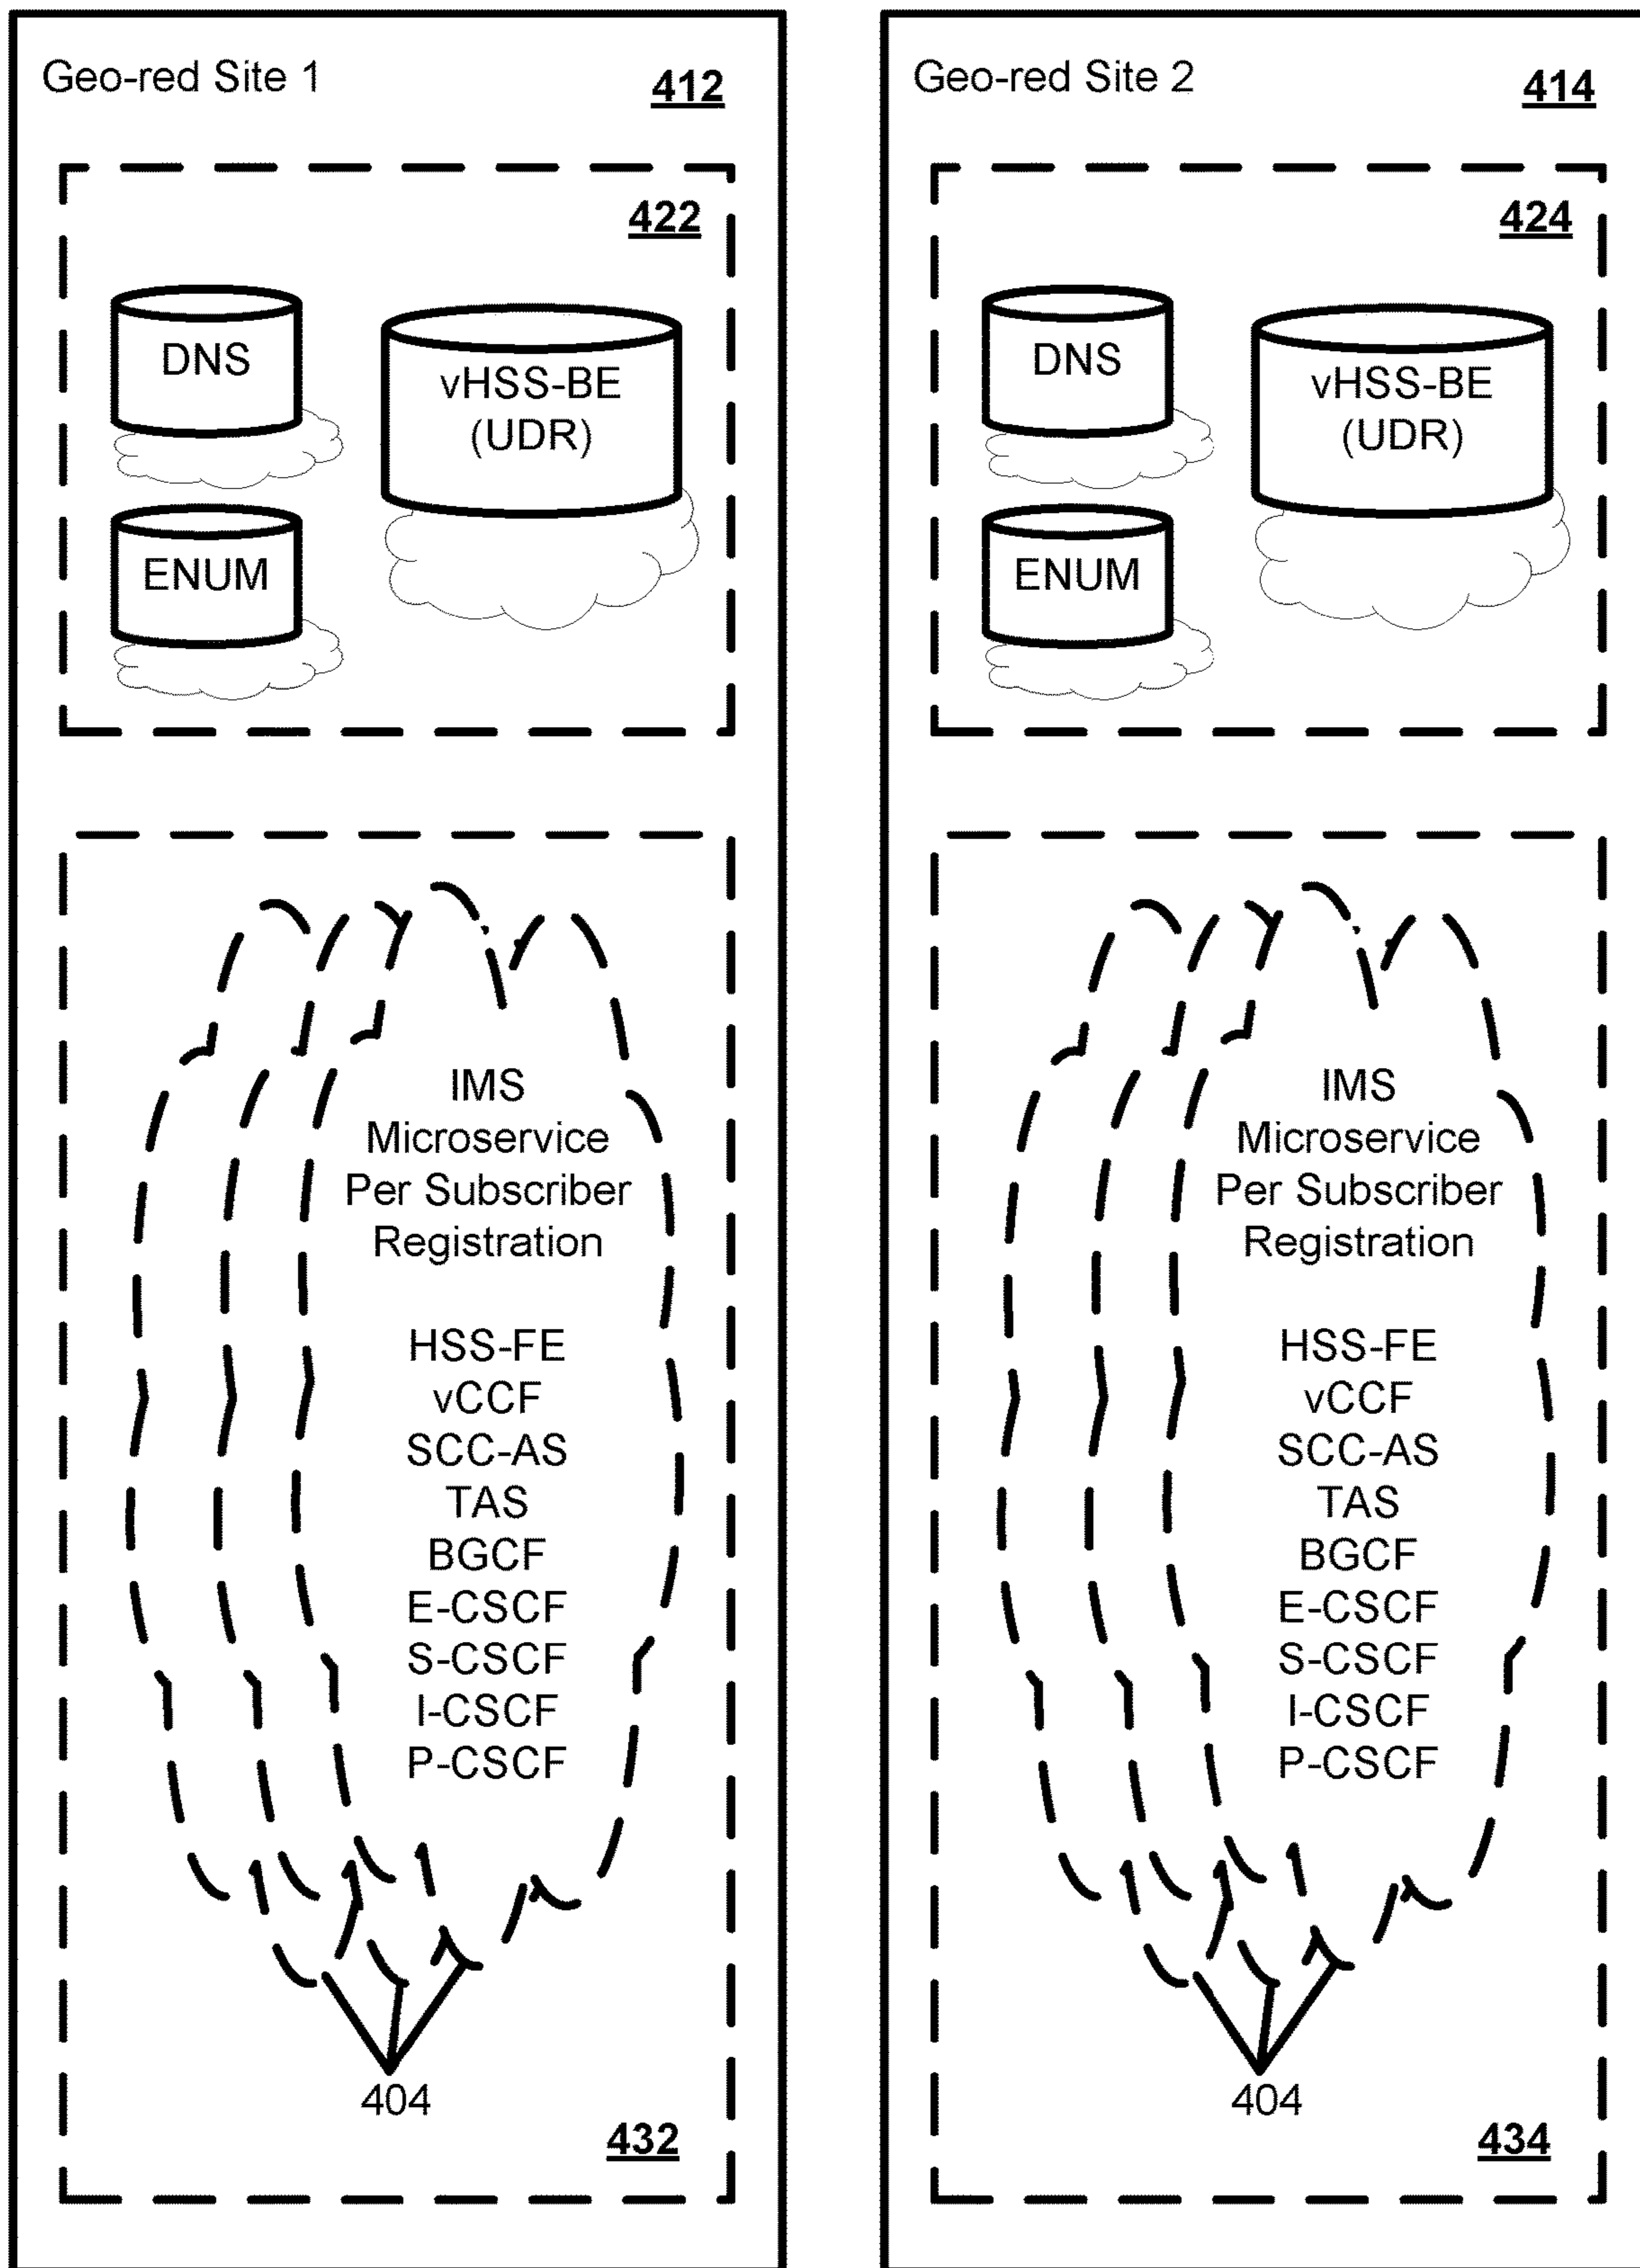 Geo-red Site 1
412
422
DNS
vHSS-BE
(UDR)
ENUM
IMS
Microservice
Per Subscriber
Registration
HSS-FE
vCCF
SCC-AS
TAS
BGCF
E-CSCF
S-CSCF
I-CSCF
P-CSCF
404
432
Geo-red Site 2
414
424
DNS
vHSS-BE
(UDR)
ENUM
IMS
Microservice
Per Subscriber
Registration
HSS-FE
vCCF
SCC-AS
TAS
BGCF
E-CSCF
S-CSCF
I-CSCF
P-CSCF
404
434